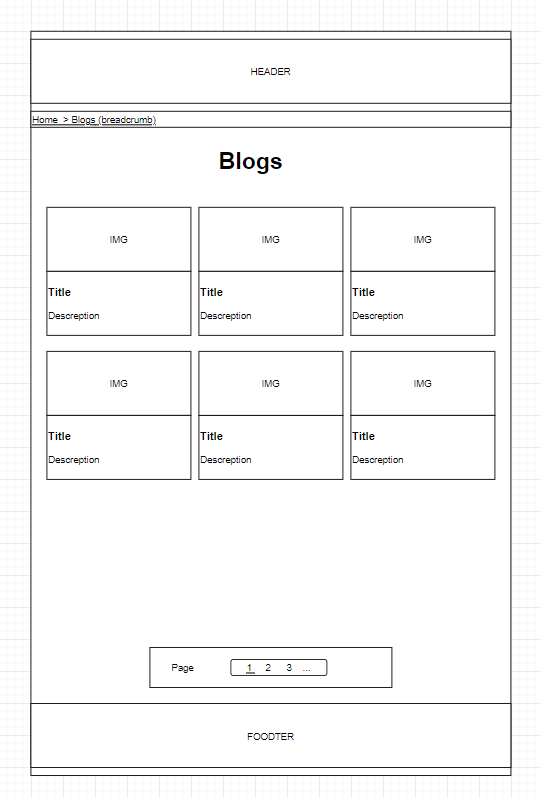 HEADER
Home > Blogs (breadcrumb)
Blogs
IMG IMG IMG
Title Title Title
Descreption Descreption Descreption
IMG IMG IMG
Title Title Title
Descreption Descreption Descreption
Page 1 2 3 ...
FOODTER